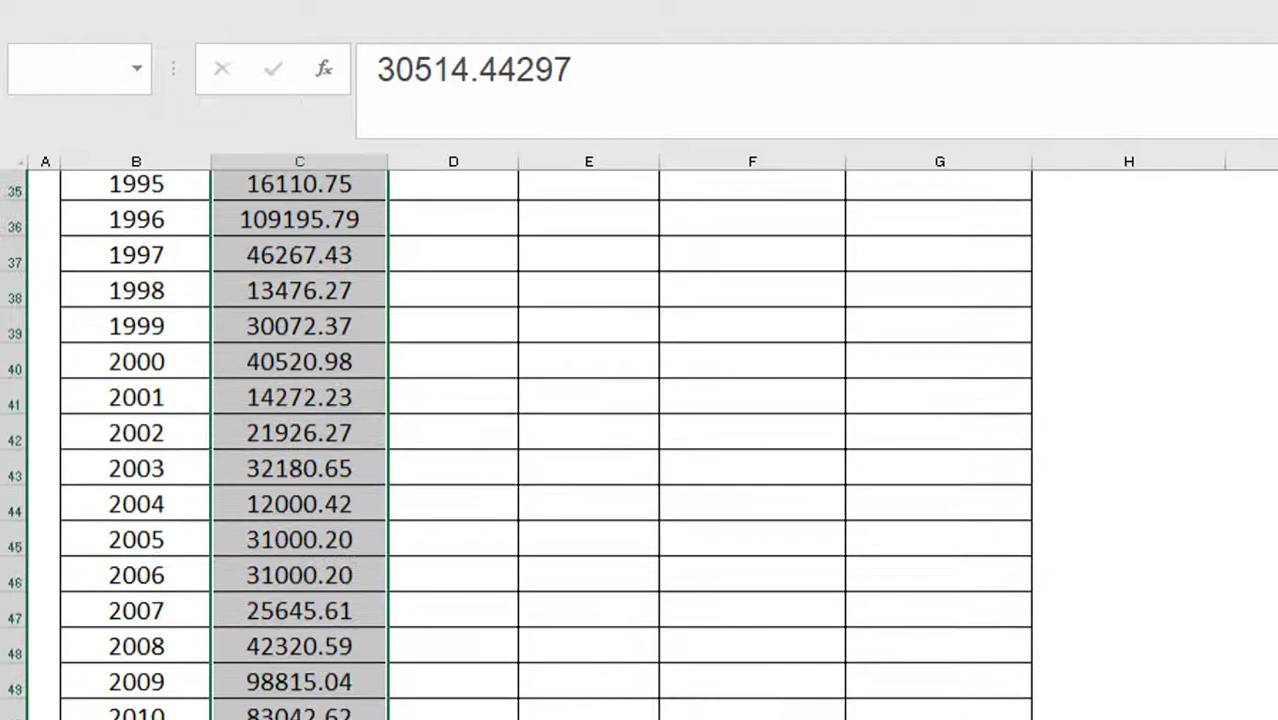 fx 30514.44297
A B C D E F G H
35 1995 16110.75
36 1996 109195.79
37 1997 46267.43
38 1998 13476.27
39 1999 30072.37
40 2000 40520.98
41 2001 14272.23
42 2002 21926.27
43 2003 32180.65
44 2004 12000.42
45 2005 31000.20
46 2006 31000.20
47 2007 25645.61
48 2008 42320.59
49 2009 98815.04
2010 83042.62